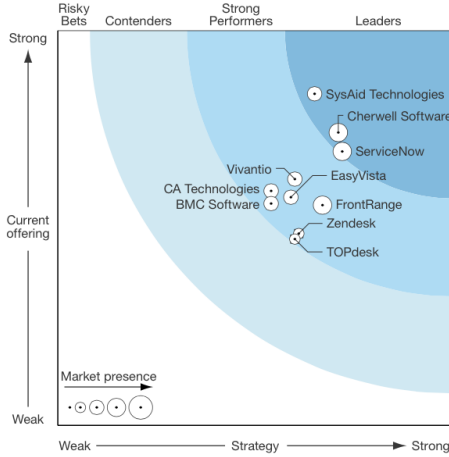 Risky
Bets
Contenders
Strong
Performers
Leaders
Strong
SysAid Technologies
Cherwell Software
ServiceNow
Vivantio
EasyVista
CA Technologies
BMC Software
FrontRange
Zendesk
TOPdesk
Current
offering
Market presence
Weak
Weak
Strategy
Strong